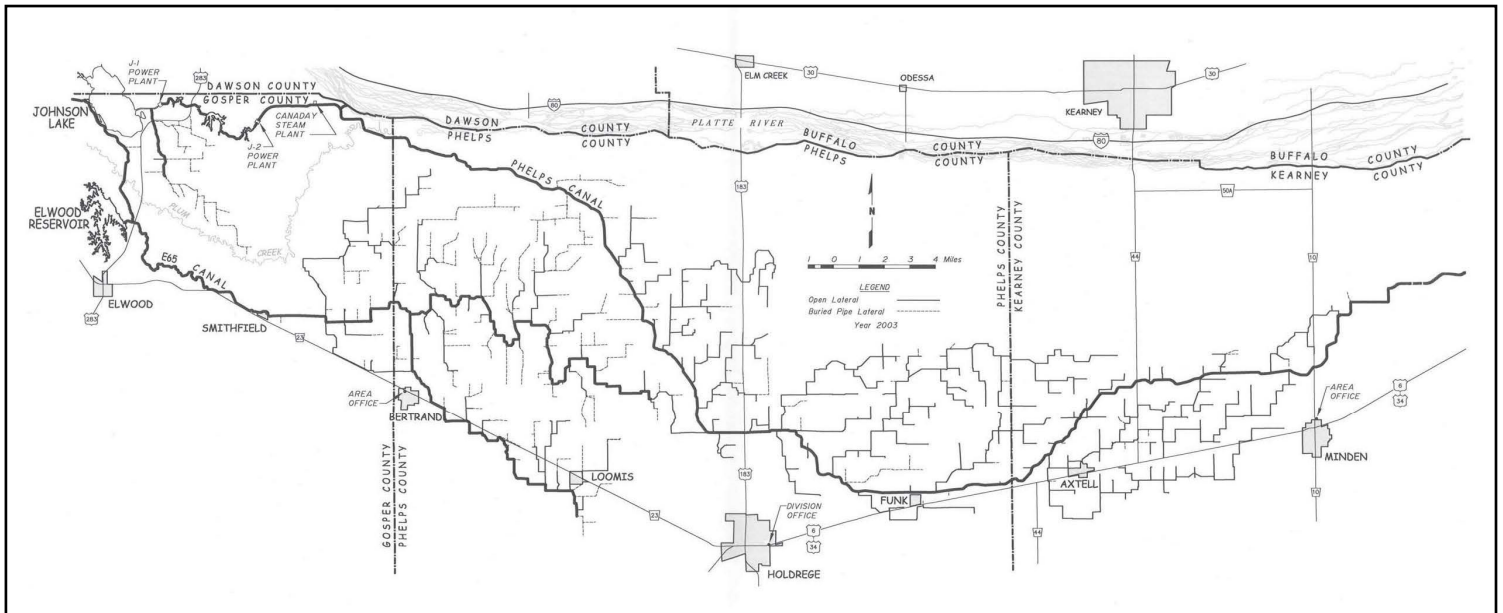 J-1
POWER
PLANT
283
DAWSON COUNTY
GOSPER COUNTY
JOHNSON
LAKE
CANADAY
STEAM
PLANT
J-2
POWER
PLANT
ELWOOD
RESERVOIR
PLUM
CREEK
E65
CANAL
ELWOOD
283
SMITHFIELD
23
80
DAWSON COUNTY
PHELPS COUNTY
PLATTE RIVER
ELM CREEK
30
ODESSA
KEARNEY
30
80
BUFFALO COUNTY
PHELPS COUNTY
BUFFALO COUNTY
KEARNEY COUNTY
50A
PHELPS CANAL
183
N
1 0 1 2 3 4 Miles
LEGEND
Open Lateral
Buried Pipe Lateral
Year 2003
PHELPS COUNTY
KEARNEY COUNTY
44
10
AREA
OFFICE
BERTRAND
GOSPER COUNTY
PHELPS COUNTY
LOOMIS
23
183
HOLDREGE
DIVISION
OFFICE
6
34
FUNK
AXTELL
44
AREA
OFFICE
MINDEN
10
6
34